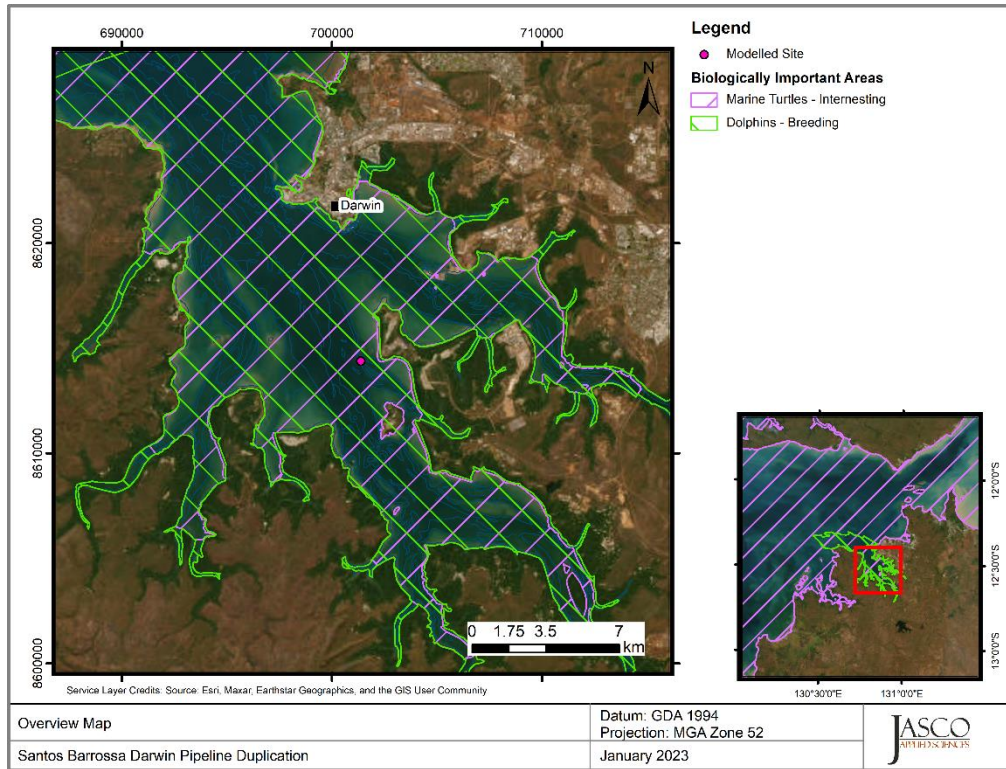 690000
700000
710000
8620000
8610000
8600000
N
Darwin
0 1.75 3.5 7
km
Service Layer Credits: Source: Esri, Maxar, Earthstar Geographics, and the GIS User Community
Legend
Modelled Site
Biologically Important Areas
Marine Turtles - Internesting
Dolphins - Breeding
12°0'0"S
12°30'0"S
13°0'0"S
130°30'0"E
131°0'0"E
Overview Map
Santos Barrossa Darwin Pipeline Duplication
Datum: GDA 1994
Projection: MGA Zone 52
January 2023
JASCO
APPLIED SCIENCES